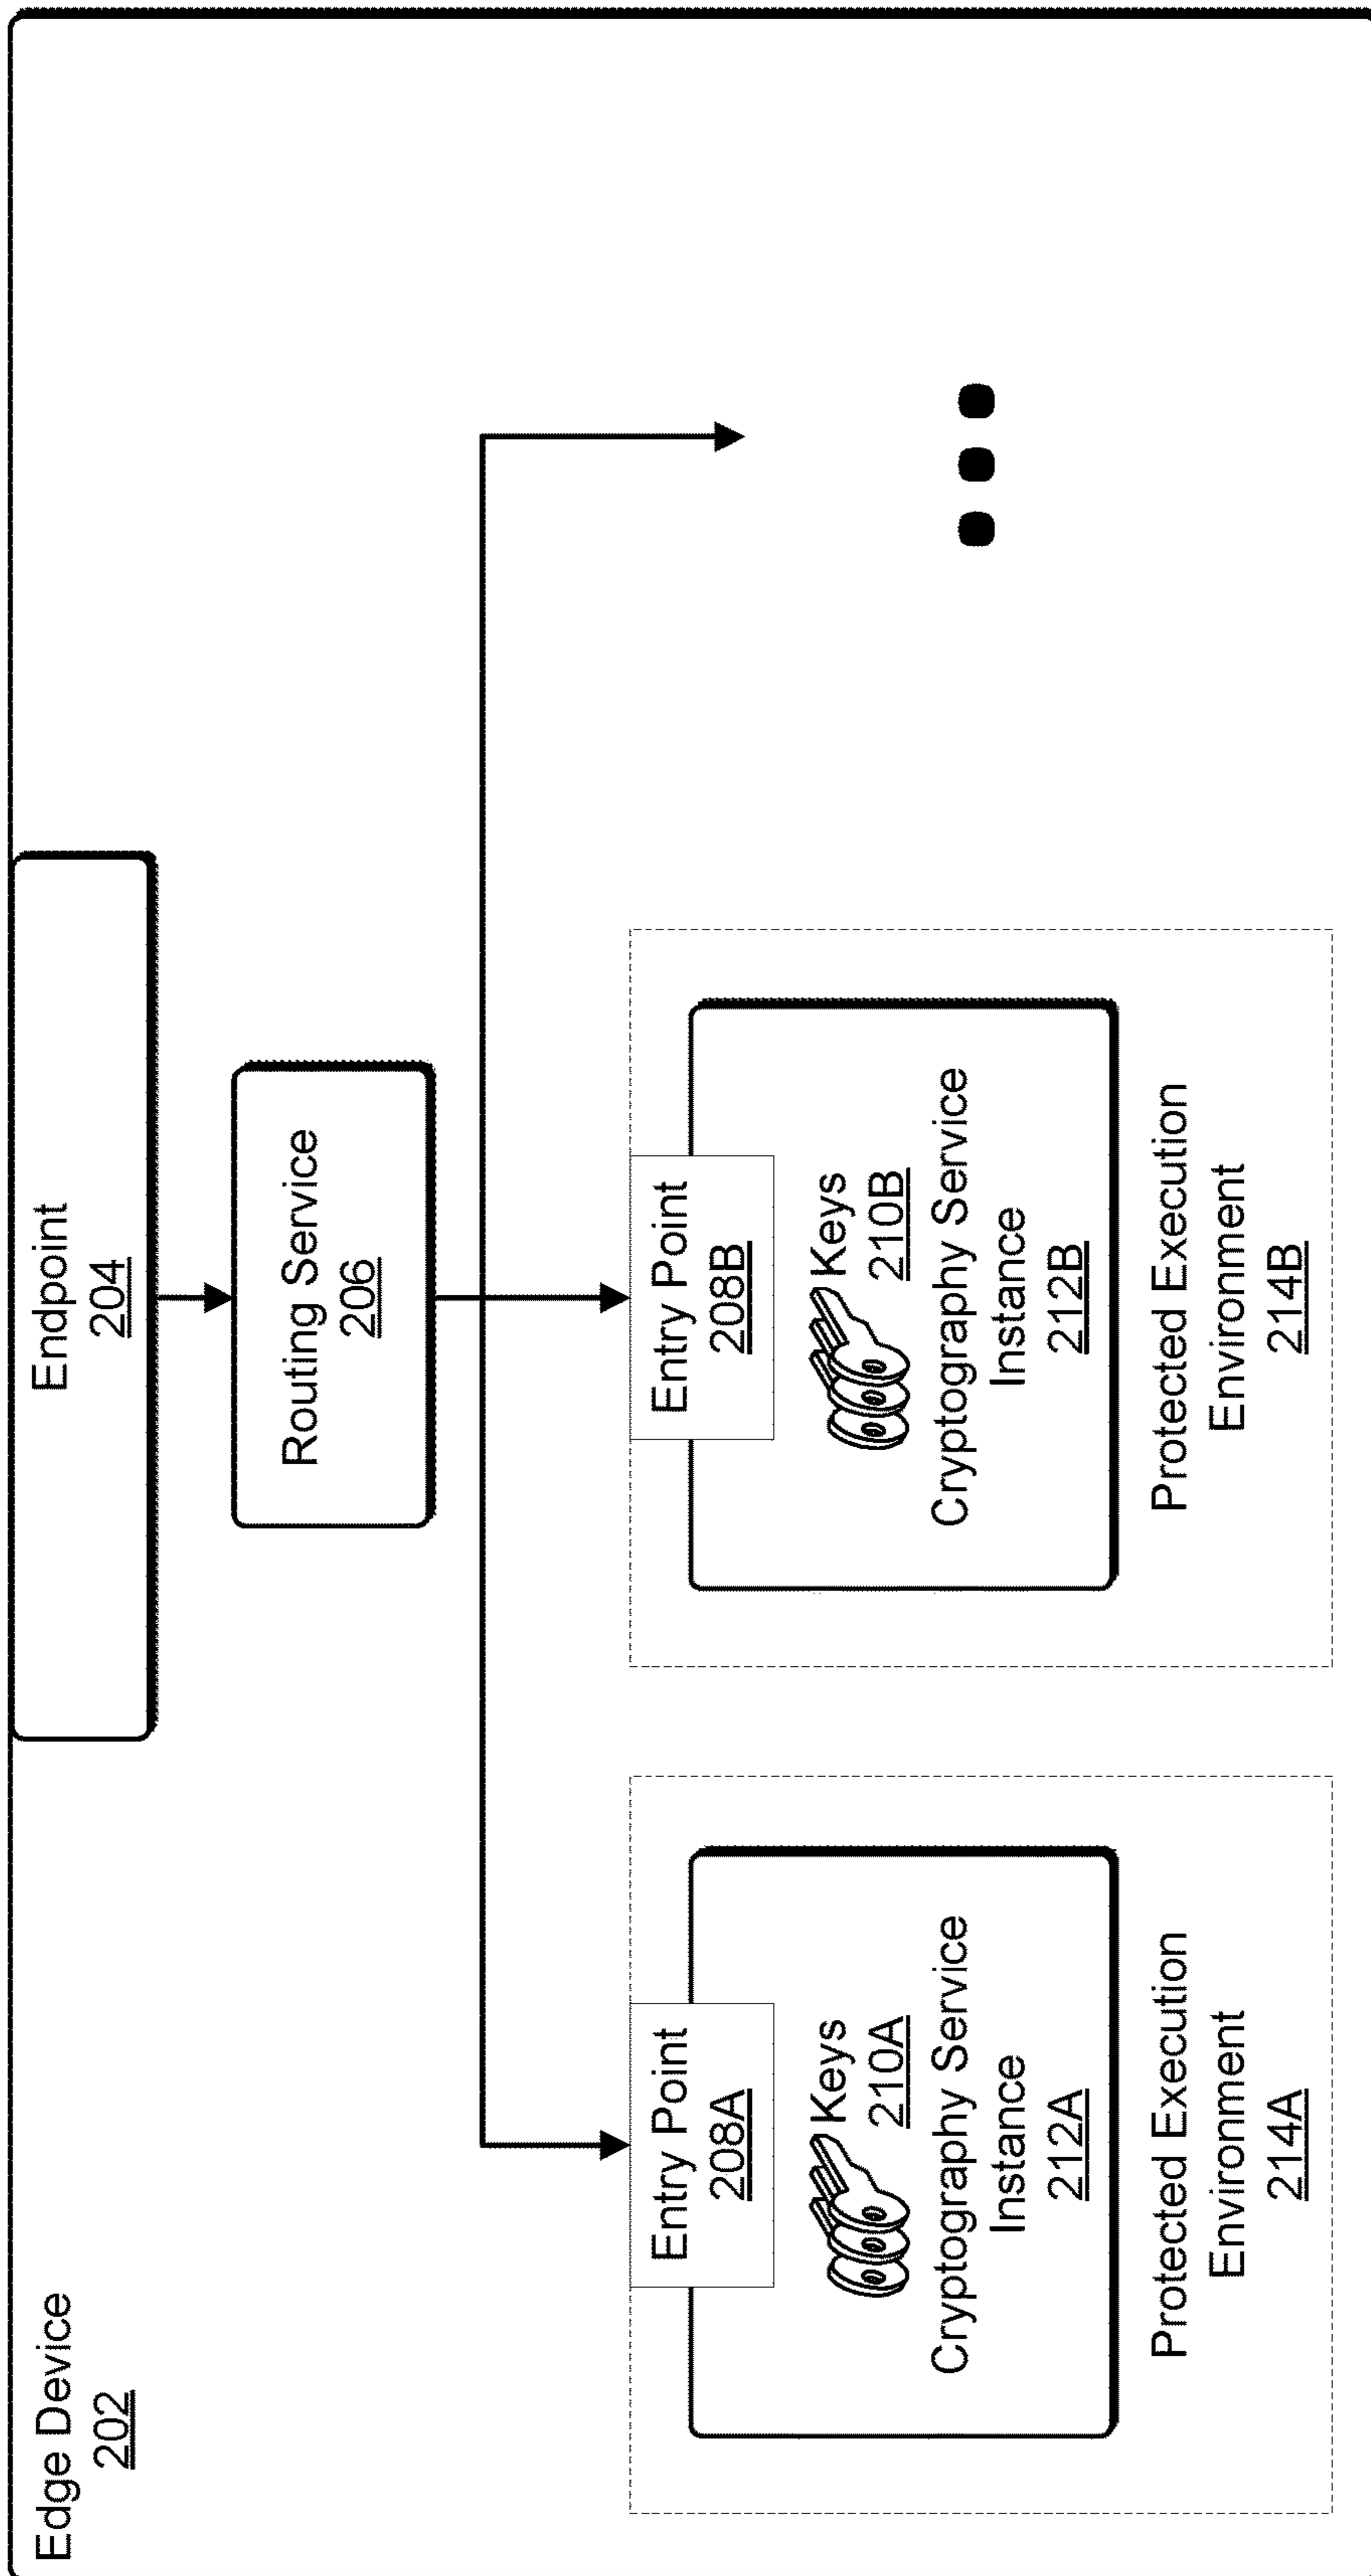 Edge Device
202
Endpoint
204
Routing Service
206
Entry Point
208A
Keys
210A
Cryptography Service
Instance
212A
Protected Execution
Environment
214A
Entry Point
208B
Keys
210B
Cryptography Service
Instance
212B
Protected Execution
Environment
214B